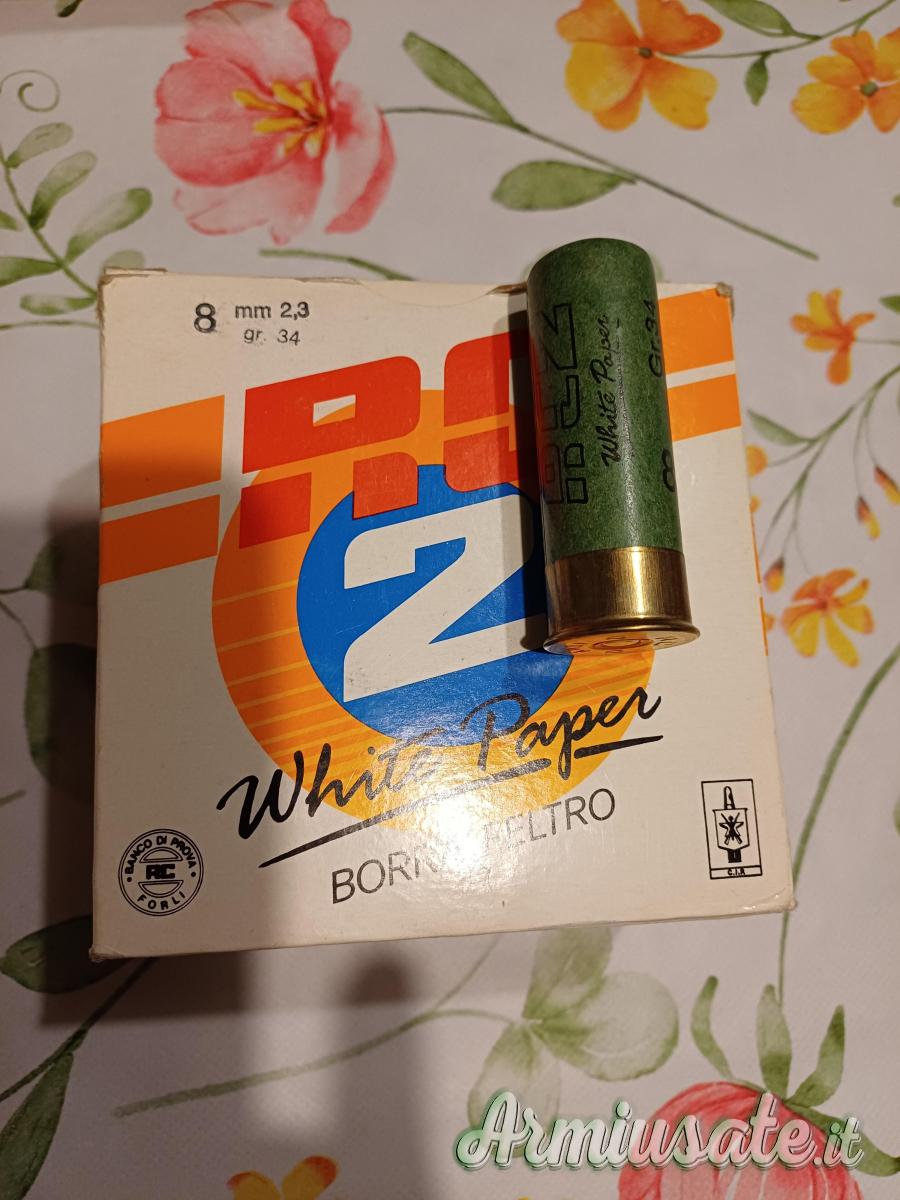 8 mm 2,3
gr. 34
RC
2
White Paper
FELTRO
BANCO DI PROVA
RC
FORLI
C.I.P.
White Paper
8 Gr. 34
Armiusate.it